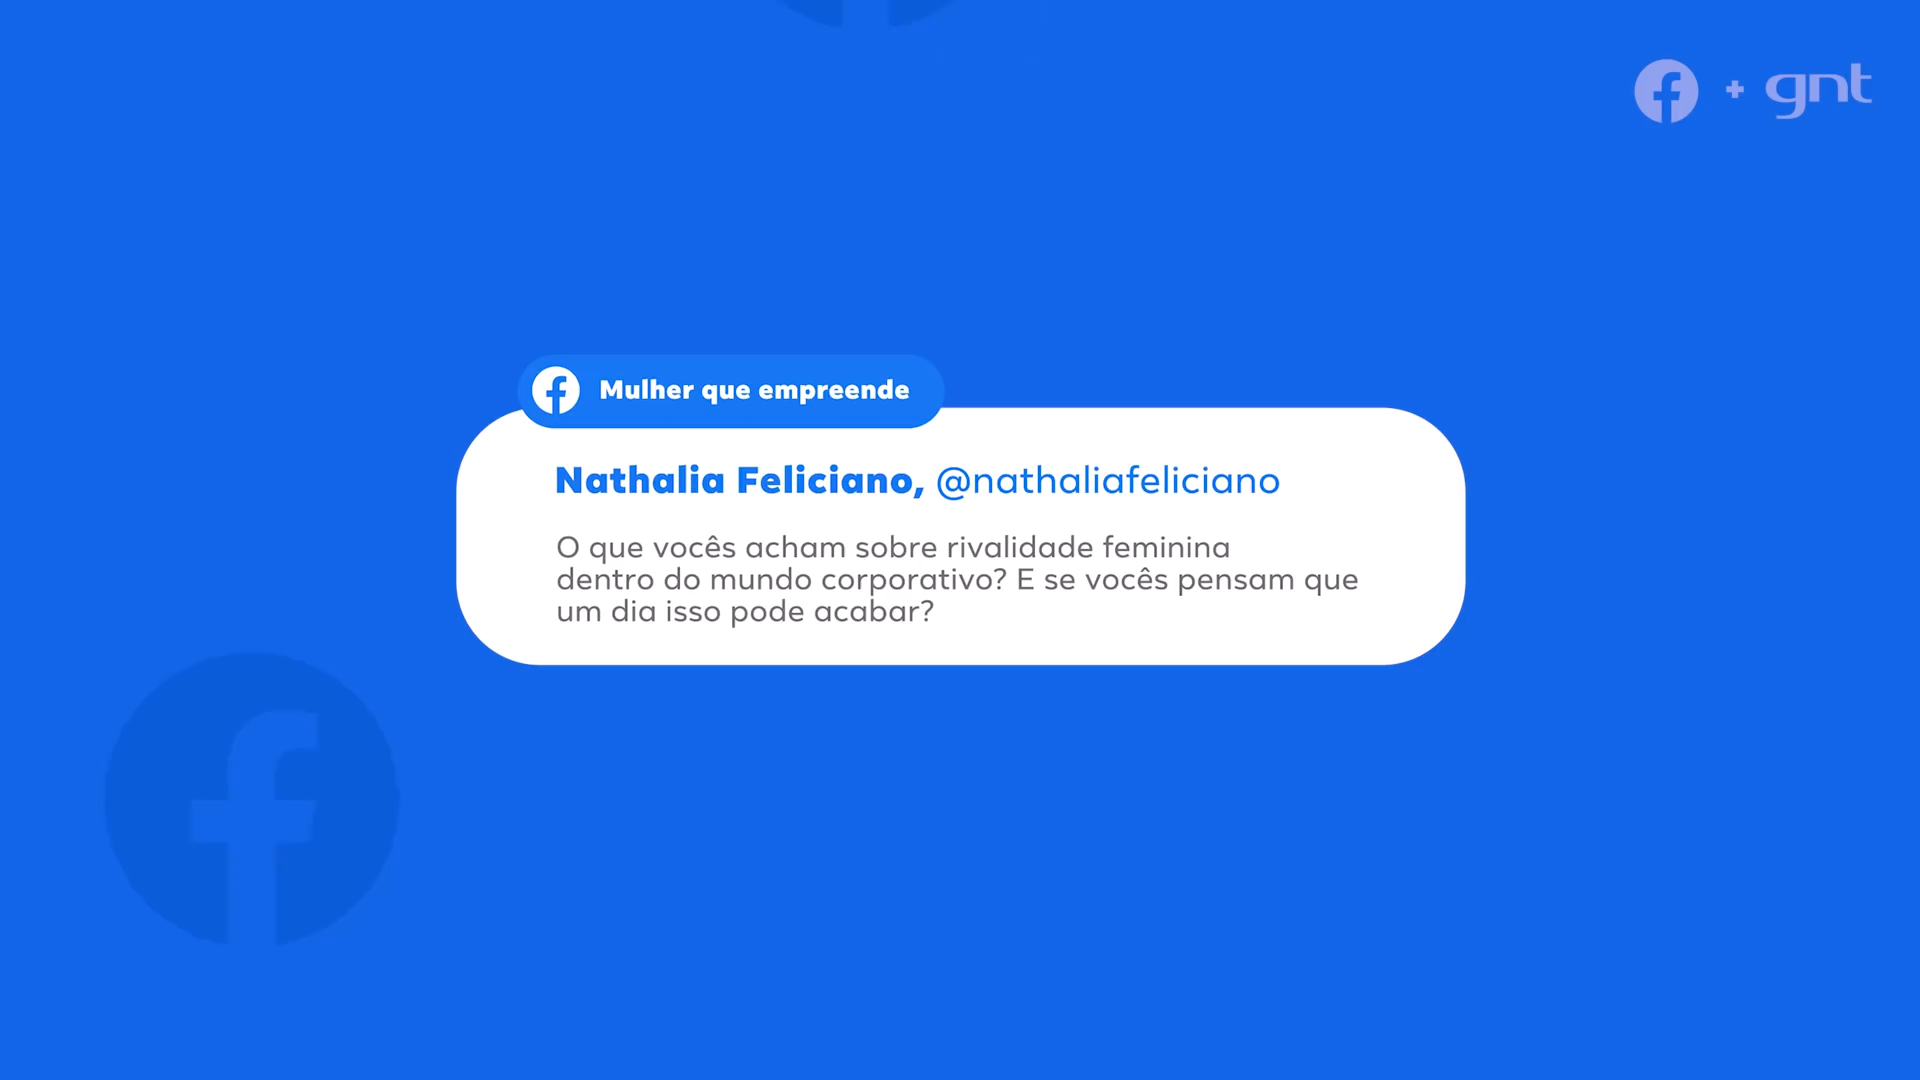 + gnt
Mulher que empreende
Nathalia Feliciano, @nathaliafeliciano
O que vocês acham sobre rivalidade feminina
dentro do mundo corporativo? E se vocês pensam que
um dia isso pode acabar?